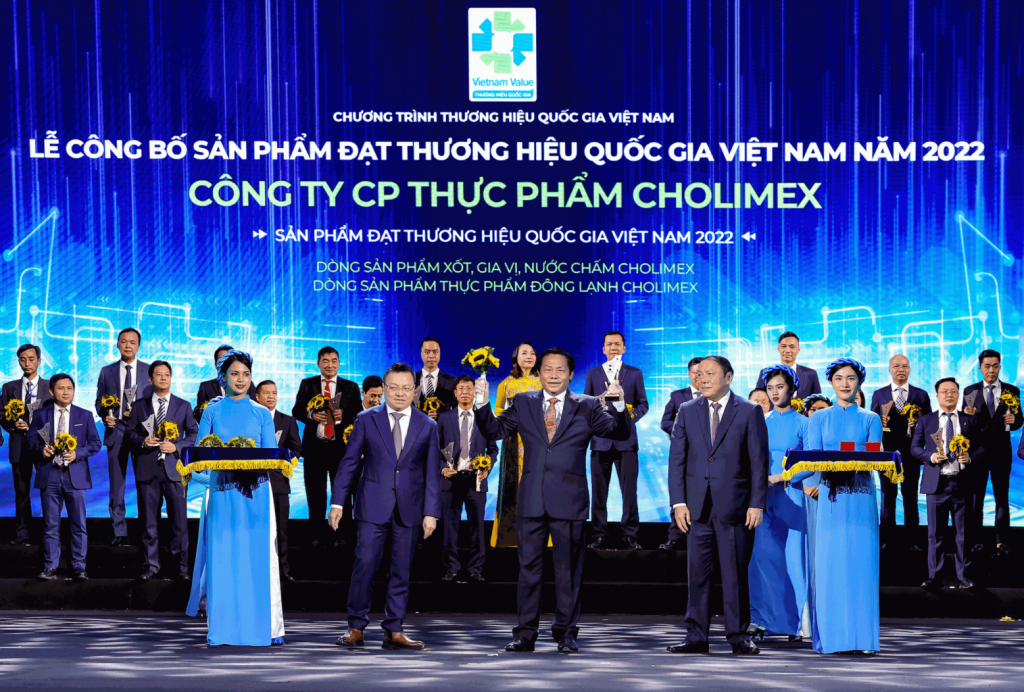 Vietnam Value
THƯƠNG HIỆU QUỐC GIA
CHƯƠNG TRÌNH THƯƠNG HIỆU QUỐC GIA VIỆT NAM
LỄ CÔNG BỐ SẢN PHẨM ĐẠT THƯƠNG HIỆU QUỐC GIA VIỆT NAM NĂM 2022
CÔNG TY CP THỰC PHẨM CHOLIMEX
SẢN PHẨM ĐẠT THƯƠNG HIỆU QUỐC GIA VIỆT NAM 2022
DÒNG SẢN PHẨM XỐT, GIA VỊ, NƯỚC CHẤM CHOLIMEX
DÒNG SẢN PHẨM THỰC PHẨM ĐÔNG LẠNH CHOLIMEX